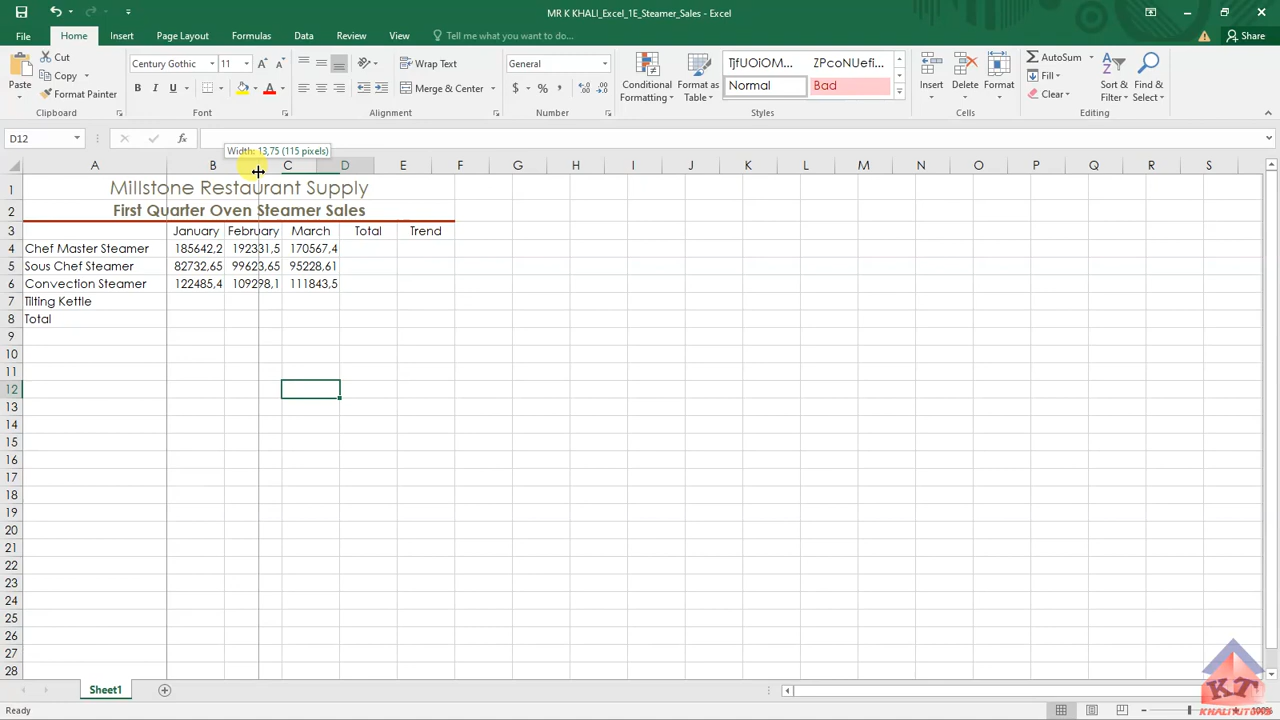 MR K KHALI_Excel_1E_Steamer_Sales - Excel
File Home Insert Page Layout Formulas Data Review View Tell me what you want to do... Share
Paste Cut Copy Format Painter Clipboard
Century Gothic 11 A A B I U A Font
Wrap Text Merge & Center Alignment
General $ % , Number
Conditional Formatting Format as Table TjfUOiOM... ZPcoNUefi... Normal Bad Styles
Insert Delete Format Cells
AutoSum Fill Clear Sort & Filter Find & Select Editing
D12 fx
Width: 13,75 (115 pixels)
A B C D E F G H I J K L M N O P Q R S
1 Millstone Restaurant Supply
2 First Quarter Oven Steamer Sales
3 January February March Total Trend
4 Chef Master Steamer 185642,2 192331,5 170567,4
5 Sous Chef Steamer 82732,65 99623,65 95228,61
6 Convection Steamer 122485,4 109298,1 111843,5
7 Tilting Kettle
8 Total
9
10
11
12
13
14
15
16
17
18
19
20
21
22
23
24
25
26
27
28
Sheet1
Ready 100%
KT
KHALI TUTORS